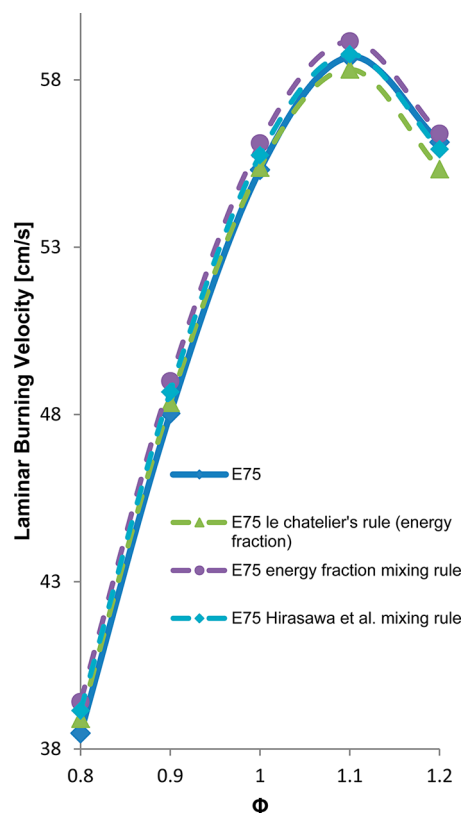 Laminar Burning Velocity [cm/s]
58
53
48
43
38
E75
E75 le chatelier's rule (energy
fraction)
E75 energy fraction mixing rule
E75 Hirasawa et al. mixing rule
0.8 0.9 1 1.1 1.2
Φ